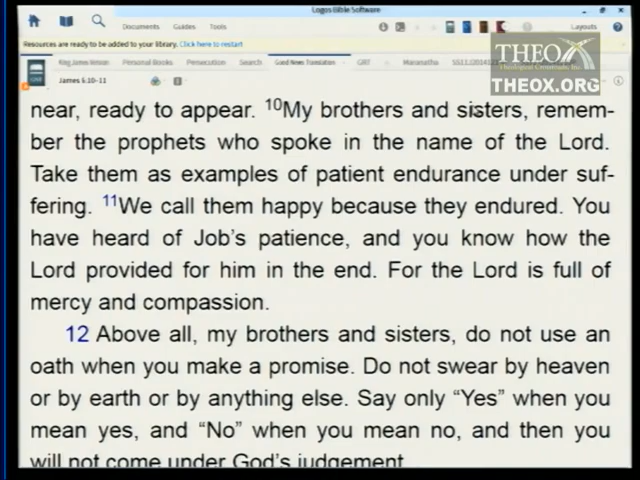 Logos Bible Software
Documents Guides Tools Layouts
Resources are ready to be added to your library. Click here to restart
King James Version Personal Books Persecution Search Good News Translation GRT Maranatha
James 5:10–11
THEOX
THEOX.ORG
near, ready to appear. 10My brothers and sisters, remem-
ber the prophets who spoke in the name of the Lord.
Take them as examples of patient endurance under suf-
fering. 11We call them happy because they endured. You
have heard of Job's patience, and you know how the
Lord provided for him in the end. For the Lord is full of
mercy and compassion.
12 Above all, my brothers and sisters, do not use an
oath when you make a promise. Do not swear by heaven
or by earth or by anything else. Say only “Yes” when you
mean yes, and “No” when you mean no, and then you
will not come under God's judgement.